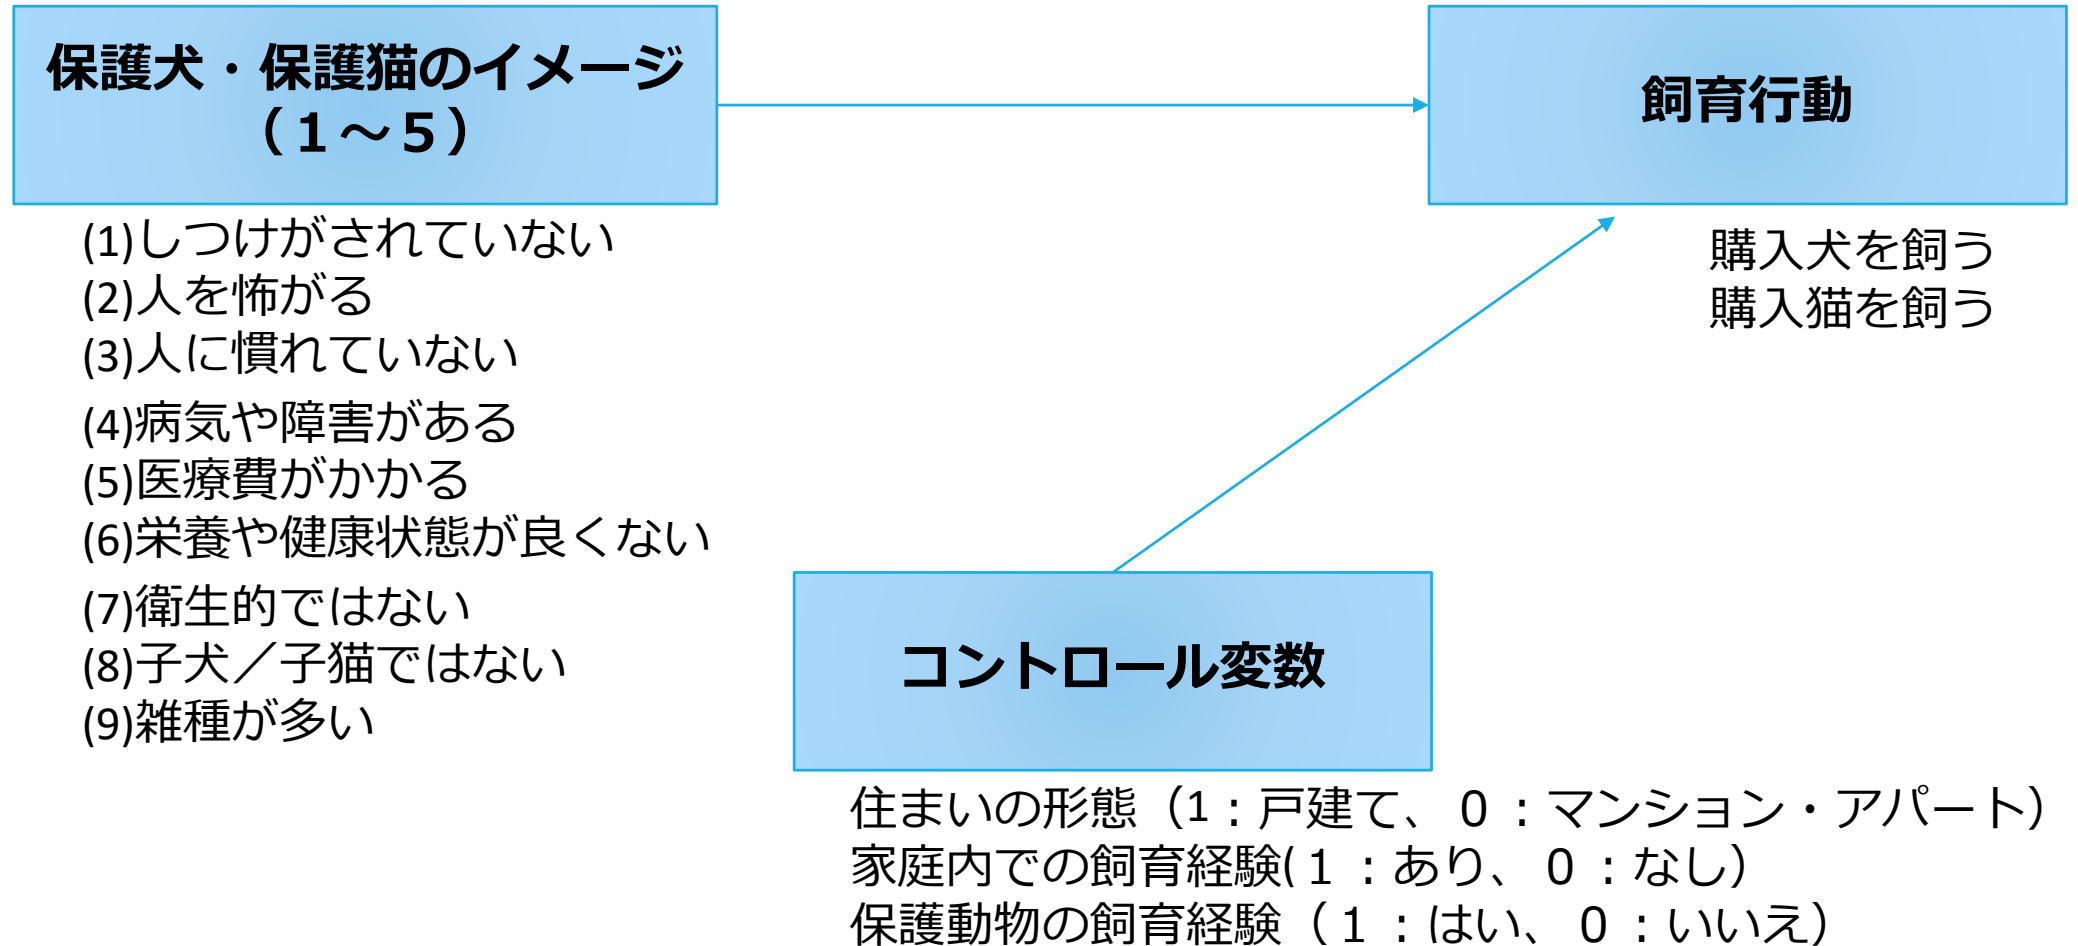 保護犬・保護猫のイメージ
（１～５）
(1)しつけがされていない
(2)人を怖がる
(3)人に慣れていない
(4)病気や障害がある
(5)医療費がかかる
(6)栄養や健康状態が良くない
(7)衛生的ではない
(8)子犬／子猫ではない
(9)雑種が多い
飼育行動
購入犬を飼う
購入猫を飼う
コントロール変数
住まいの形態（1：戸建て、０：マンション・アパート）
家庭内での飼育経験(１：あり、０：なし）
保護動物の飼育経験（１：はい、０：いいえ）